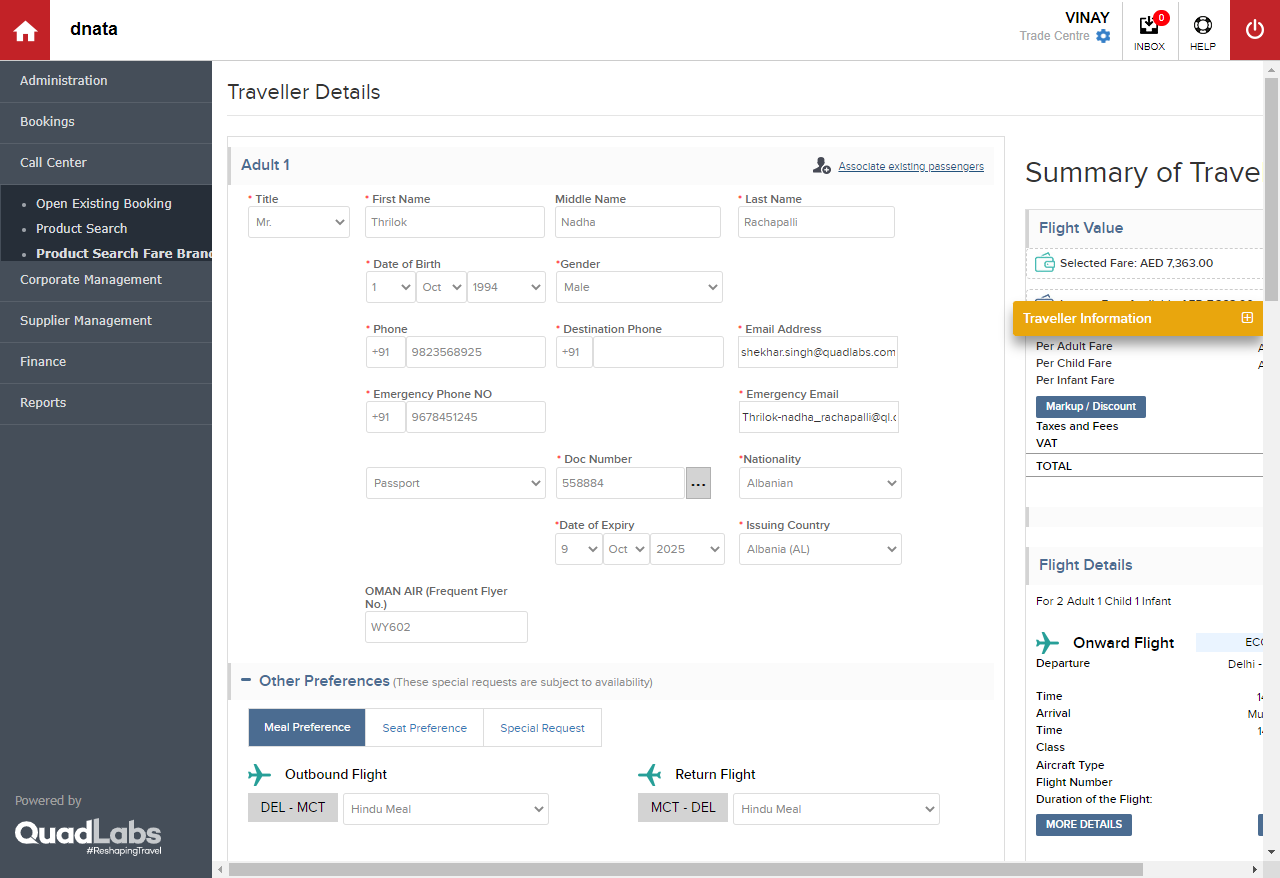 dnata
VINAY
Trade Centre
0
INBOX
HELP
Administration
Bookings
Call Center
Open Existing Booking
Product Search
Product Search Fare Brand
Corporate Management
Supplier Management
Finance
Reports
Powered by
QuadLabs
#ReshapingTravel
Traveller Details
Adult 1
Associate existing passengers
* Title
* First Name
Middle Name
* Last Name
Mr.
Thrilok
Nadha
Rachapalli
* Date of Birth
*Gender
1
Oct
1994
Male
* Phone
* Destination Phone
* Email Address
+91
9823568925
+91
shekhar.singh@quadlabs.com
* Emergency Phone NO
* Emergency Email
+91
9678451245
Thrilok-nadha_rachapalli@ql.c
* Doc Number
*Nationality
Passport
558884
...
Albanian
*Date of Expiry
* Issuing Country
9
Oct
2025
Albania (AL)
OMAN AIR (Frequent Flyer
No.)
WY602
Other Preferences (These special requests are subject to availability)
Meal Preference
Seat Preference
Special Request
Outbound Flight
Return Flight
DEL - MCT
Hindu Meal
MCT - DEL
Hindu Meal
Summary of Trave
Flight Value
Selected Fare: AED 7,363.00
Traveller Information
Per Adult Fare
Per Child Fare
Per Infant Fare
Markup / Discount
Taxes and Fees
VAT
TOTAL
Flight Details
For 2 Adult 1 Child 1 Infant
Onward Flight
ECO
Departure
Delhi -
Time
14
Arrival
Mu
Time
14
Class
Aircraft Type
Flight Number
Duration of the Flight:
MORE DETAILS